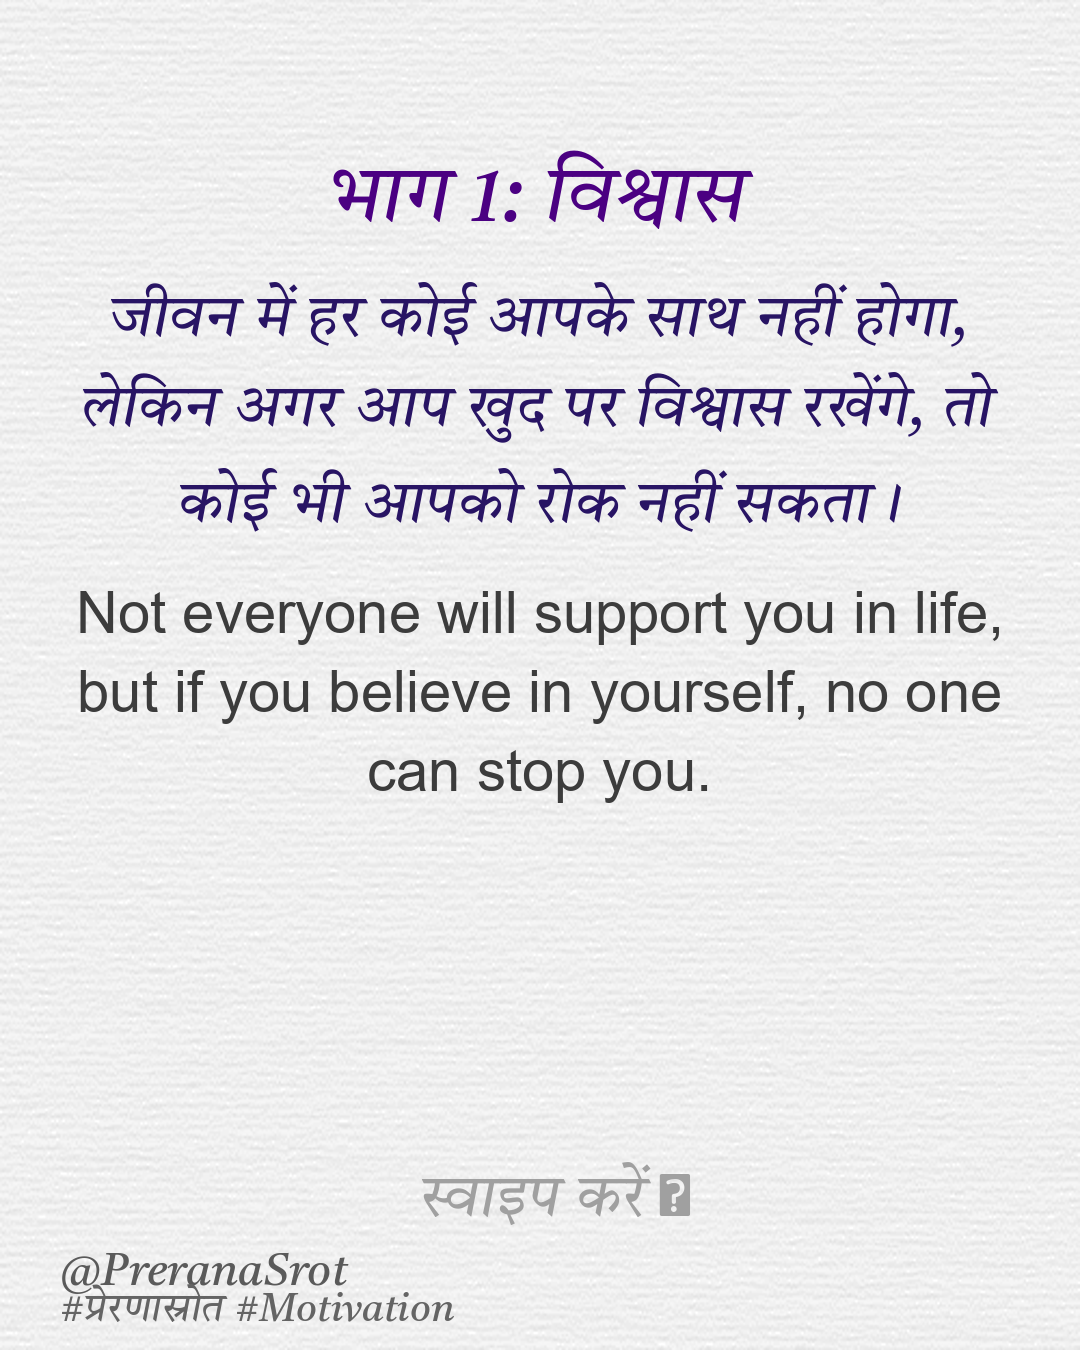 भाग 1: विश्वास
जीवन में हर कोई आपके साथ नहीं होगा,
लेकिन अगर आप खुद पर विश्वास रखेंगे, तो
कोई भी आपको रोक नहीं सकता।
Not everyone will support you in life,
but if you believe in yourself, no one
can stop you.
स्वाइप करें
@PreranaSrot
#प्रेरणास्रोत #Motivation